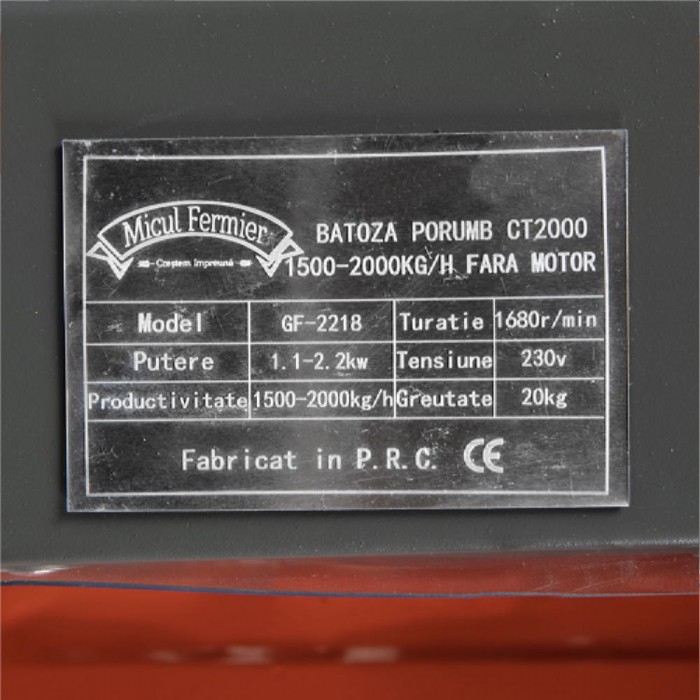 Micul Fermier
Creștem Împreună
BATOZA PORUMB CT2000
1500-2000KG/H FARA MOTOR
Model GF-2218 Turatie 1680r/min
Putere 1.1-2.2kw Tensiune 230v
Productivitate 1500-2000kg/h Greutate 20kg
Fabricat in P.R.C. CE